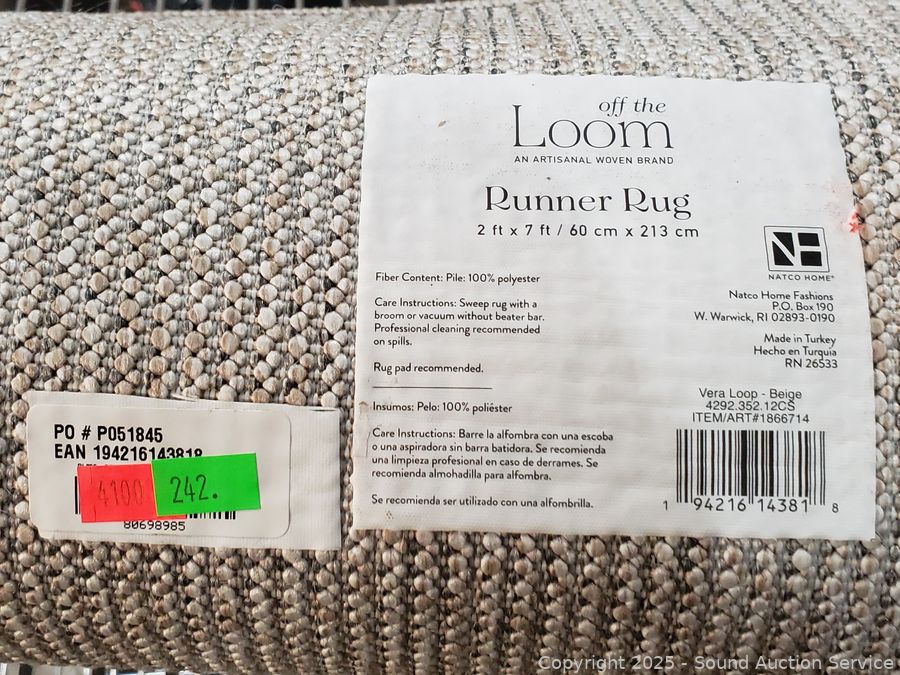 off the
Loom
AN ARTISANAL WOVEN BRAND
Runner Rug
2 ft x 7 ft / 60 cm x 213 cm
NATCO HOME
Fiber Content: Pile: 100% polyester
Care Instructions: Sweep rug with a
broom or vacuum without beater bar.
Professional cleaning recommended
on spills.
Rug pad recommended.
Insumos: Pelo: 100% poliéster
Care Instructions: Barre la alfombra con una escoba
o una aspiradora sin barra batidora. Se recomienda
una limpieza profesional en caso de derrames. Se
recomienda almohadilla para alfombra.
Se recomienda ser utilizado con una alfombrilla.
Natco Home Fashions
P.O. Box 190
W. Warwick, RI 02893-0190
Made in Turkey
Hecho en Turquia
RN 26533
Vera Loop - Beige
4292.352.12CS
ITEM/ART#1866714
1 94216 14381 8
PO # P051845
EAN 194216143818
4100
242.
80698985
Copyright 2025 - Sound Auction Service